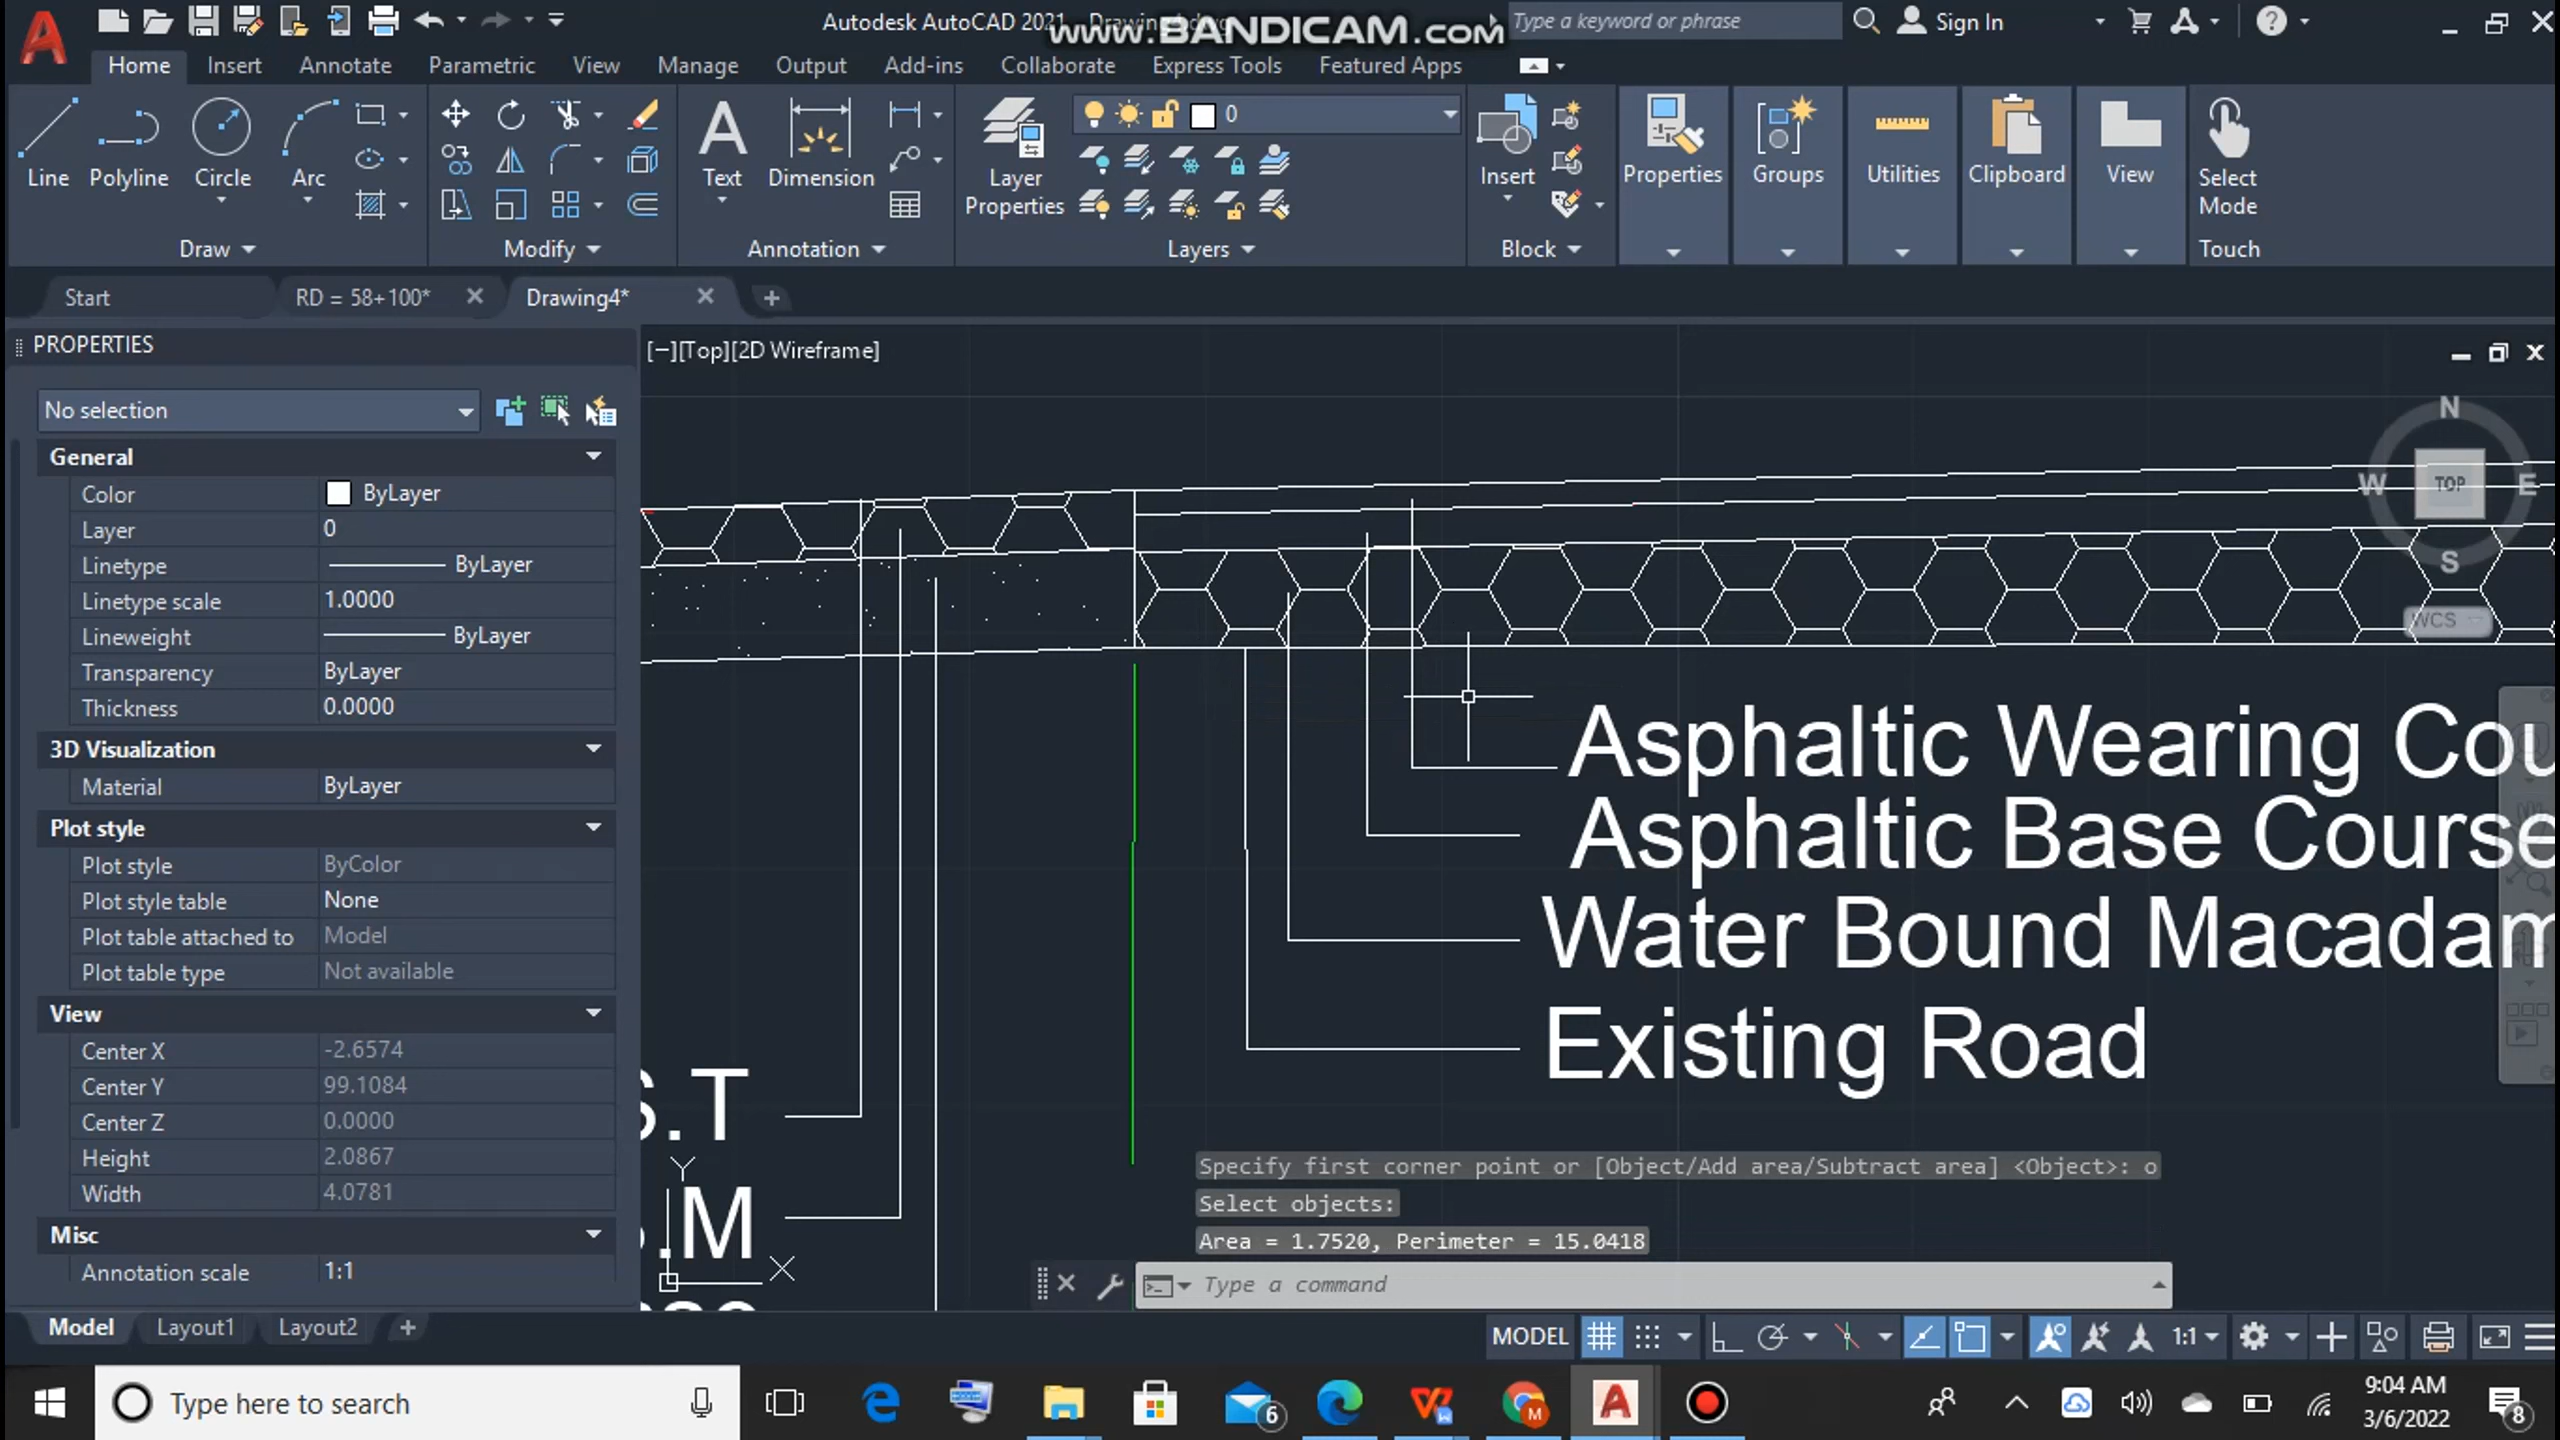 Autodesk AutoCAD 2021 Drawing4.dwg
www.BANDICAM.com
Type a keyword or phrase
Sign In
Home Insert Annotate Parametric View Manage Output Add-ins Collaborate Express Tools Featured Apps
0
Line Polyline Circle Arc
Text Dimension
Layer Properties
Insert
Properties Groups Utilities Clipboard View
Select Mode
Draw Modify Annotation Layers Block Touch
Start RD = 58+100* Drawing4*
PROPERTIES
[−][Top][2D Wireframe]
No selection
General
Color ByLayer
Layer 0
Linetype ByLayer
Linetype scale 1.0000
Lineweight ByLayer
Transparency ByLayer
Thickness 0.0000
3D Visualization
Material ByLayer
Plot style
Plot style ByColor
Plot style table None
Plot table attached to Model
Plot table type Not available
View
Center X -2.6574
Center Y 99.1084
Center Z 0.0000
Height 2.0867
Width 4.0781
Misc
Annotation scale 1:1
N
W TOP E
S
WCS
Asphaltic Wearing Cou
Asphaltic Base Course
Water Bound Macadam
Existing Road
S.T
.M
Y
X
Specify first corner point or [Object/Add area/Subtract area] <Object>: o
Select objects:
Area = 1.7520, Perimeter = 15.0418
Type a command
Model Layout1 Layout2
MODEL 1:1
Type here to search
6
M
9:04 AM
3/6/2022
8